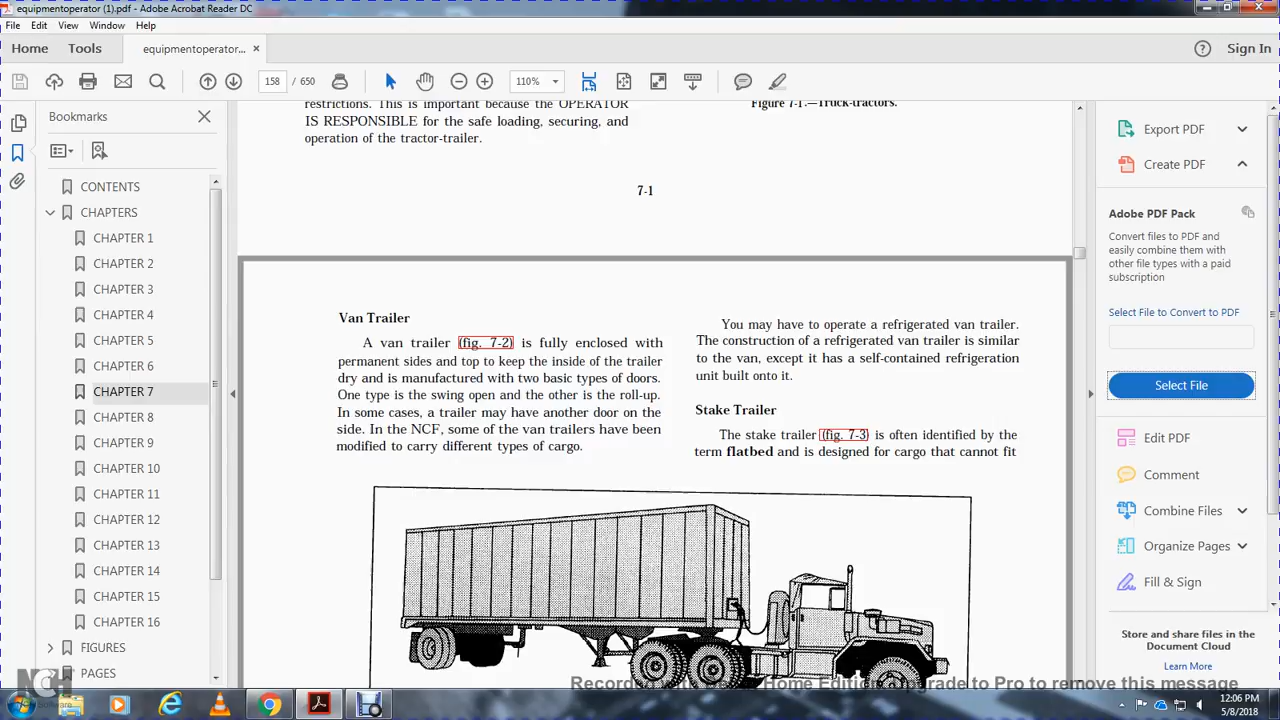 equipmentoperator (1).pdf - Adobe Acrobat Reader DC
File Edit View Window Help
Home Tools equipmentoperator... × Sign In
158 / 650 110%
Bookmarks
CONTENTS
CHAPTERS
CHAPTER 1
CHAPTER 2
CHAPTER 3
CHAPTER 4
CHAPTER 5
CHAPTER 6
CHAPTER 7
CHAPTER 8
CHAPTER 9
CHAPTER 10
CHAPTER 11
CHAPTER 12
CHAPTER 13
CHAPTER 14
CHAPTER 15
CHAPTER 16
FIGURES
PAGES
restrictions. This is important because the OPERATOR
IS RESPONSIBLE for the safe loading, securing, and
operation of the tractor-trailer.
Figure 7-1.—Truck-tractors.
7-1
Van Trailer
A van trailer (fig. 7-2) is fully enclosed with
permanent sides and top to keep the inside of the trailer
dry and is manufactured with two basic types of doors.
One type is the swing open and the other is the roll-up.
In some cases, a trailer may have another door on the
side. In the NCF, some of the van trailers have been
modified to carry different types of cargo.
You may have to operate a refrigerated van trailer.
The construction of a refrigerated van trailer is similar
to the van, except it has a self-contained refrigeration
unit built onto it.
Stake Trailer
The stake trailer (fig. 7-3) is often identified by the
term flatbed and is designed for cargo that cannot fit
Export PDF
Create PDF
Adobe PDF Pack
Convert files to PDF and
easily combine them with
other file types with a paid
subscription
Select File to Convert to PDF
Select File
Edit PDF
Comment
Combine Files
Organize Pages
Fill & Sign
Store and share files in the
Document Cloud
Learn More
NCH
Software
Home Edition
grade to Pro to remove this message
12:06 PM
5/8/2018